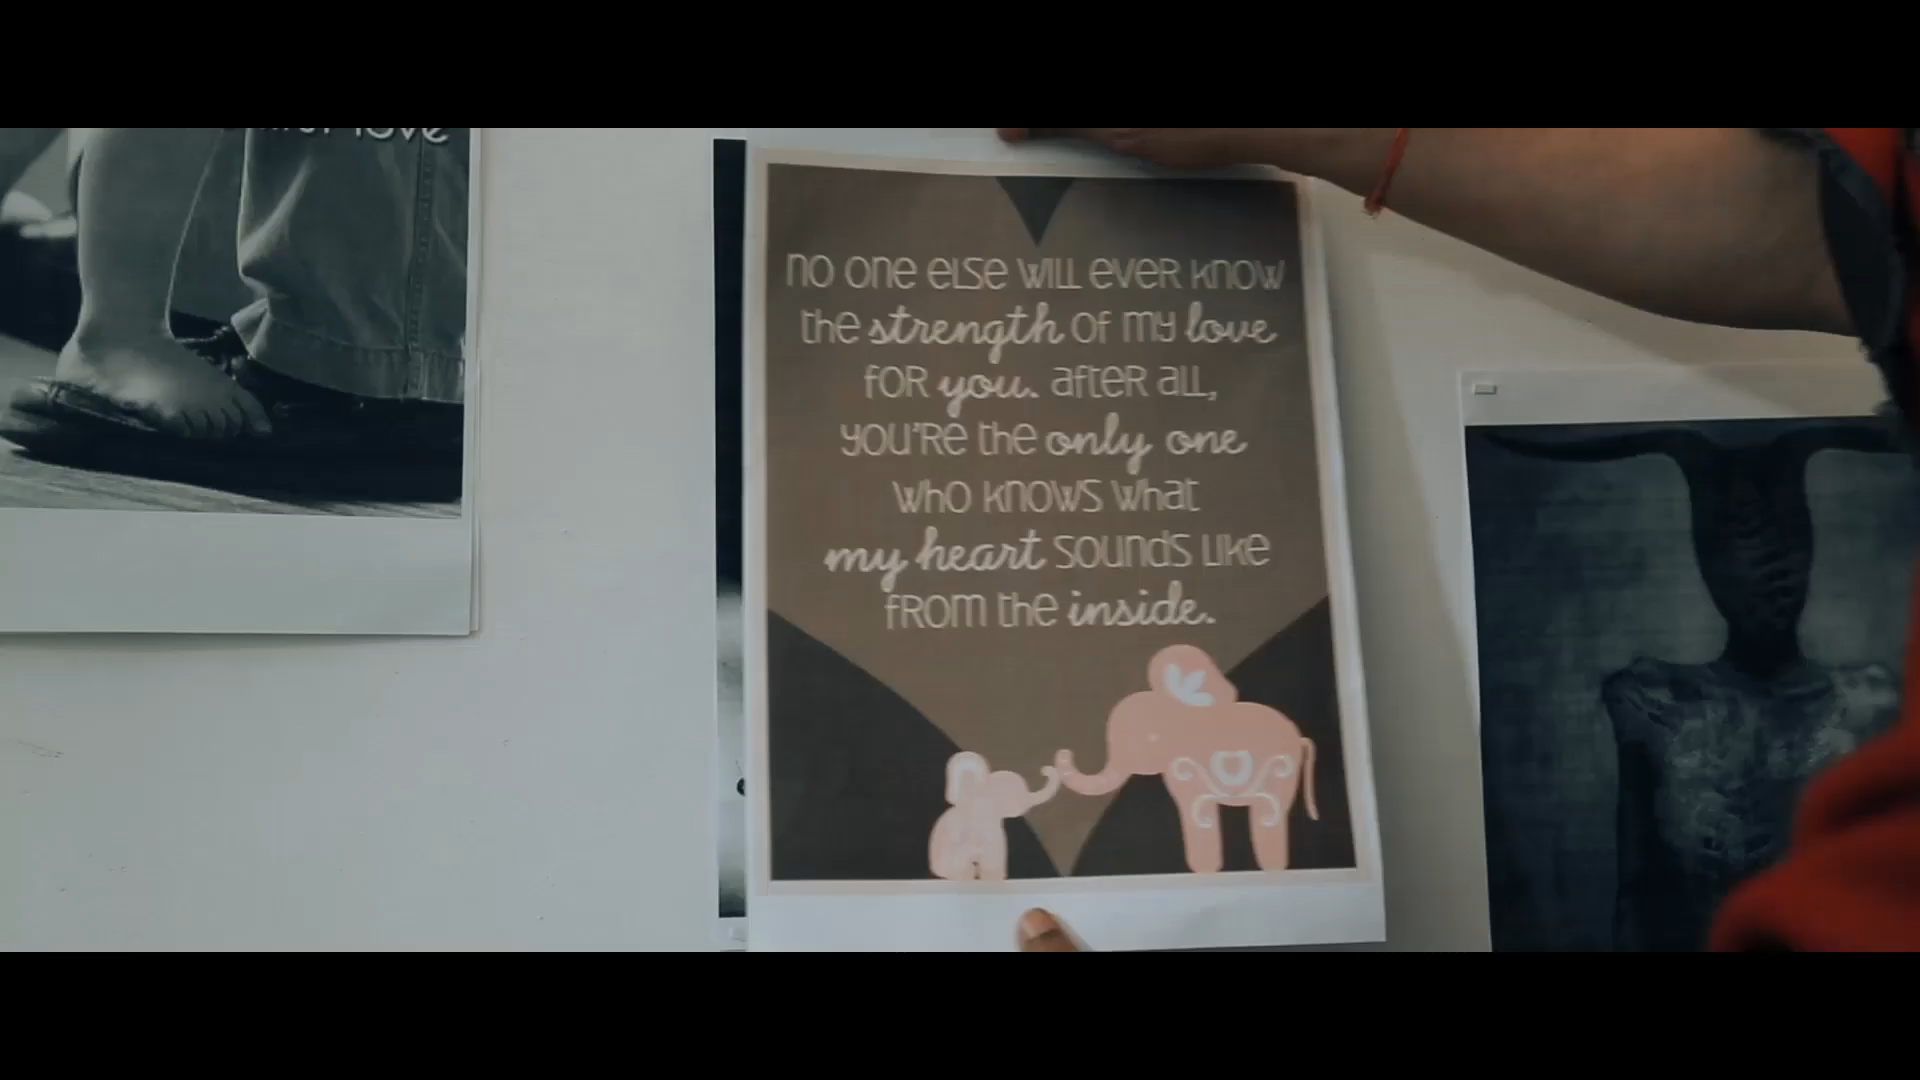 love
no one else will ever know
the strength of my love
for you. after all,
you're the only one
who knows what
my heart sounds like
from the inside.